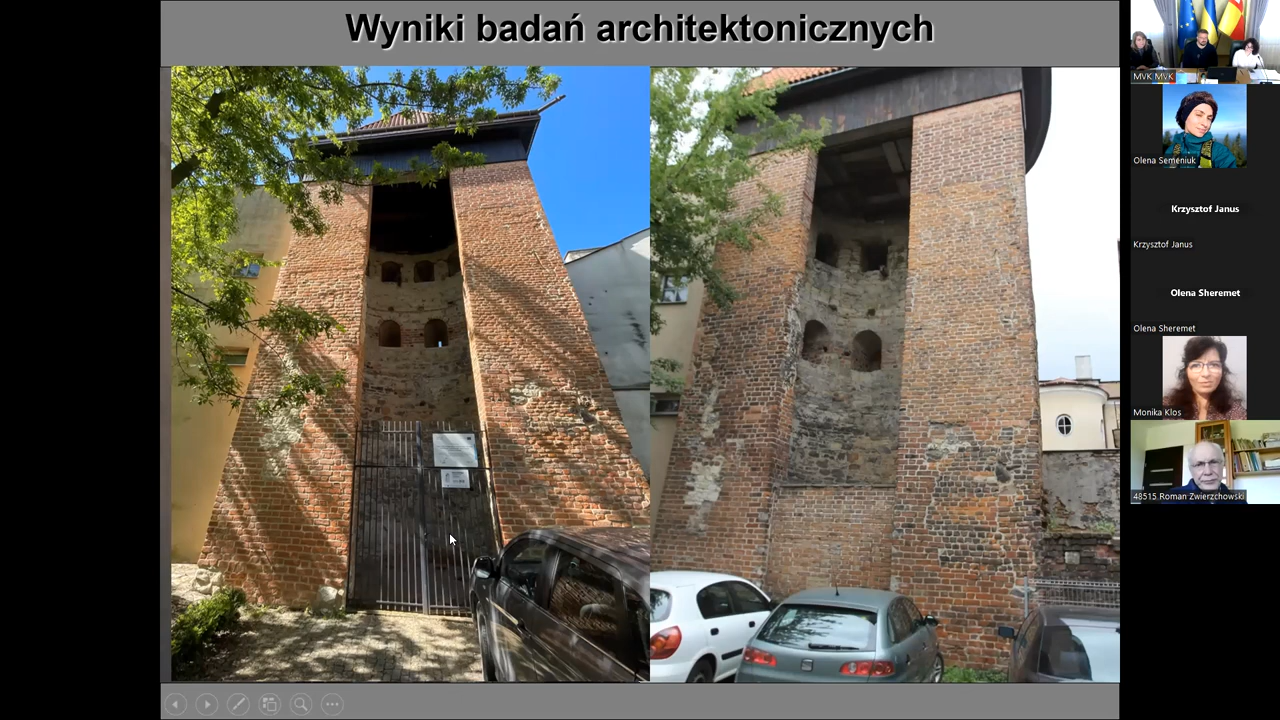 Wyniki badań architektonicznych
MVK MVK
Olena Semeniuk
Krzysztof Janus
Krzysztof Janus
Olena Sheremet
Olena Sheremet
Monika Klos
48515 Roman Zwierzchowski